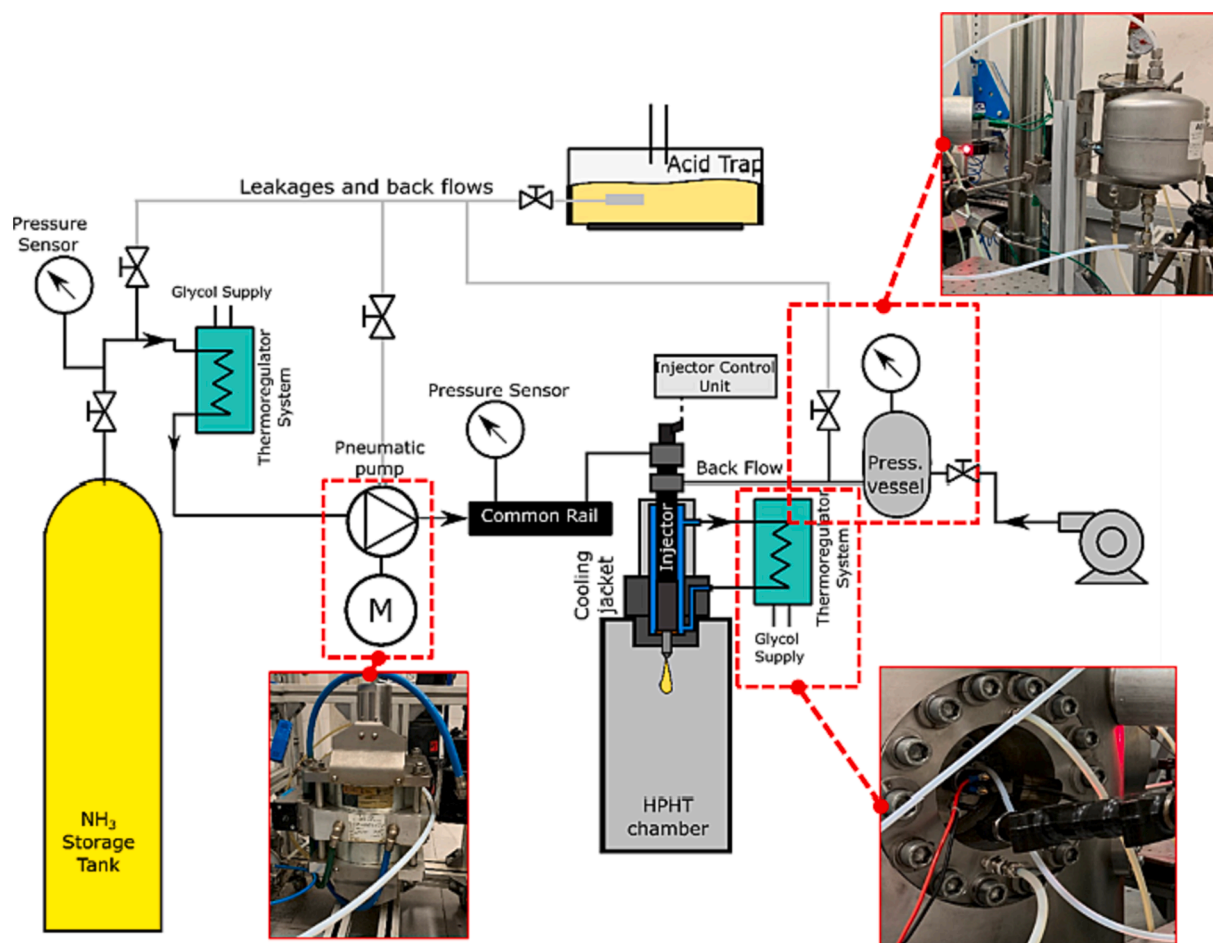 Acid Trap
Leakages and back flows
Pressure
Sensor
Glycol Supply
Thermoregulator
System
Injector Control
Unit
Pressure Sensor
Pneumatic
pump
Back Flow
Press.
vessel
Common Rail
Injector
Thermoregulator
System
Cooling
jacket
M
Glycol
Supply
NH₃
Storage
Tank
HPHT
chamber